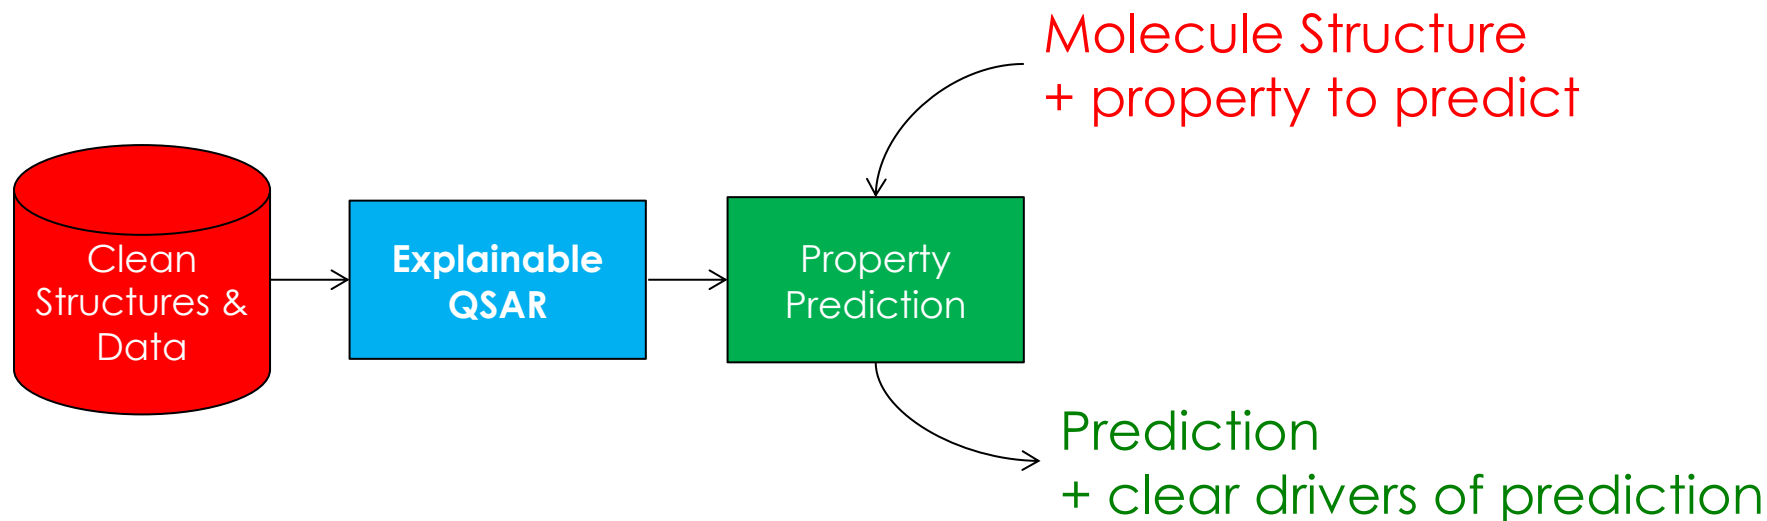 Molecule Structure
+ property to predict
Clean
Structures &
Data
Explainable
QSAR
Property
Prediction
Prediction
+ clear drivers of prediction